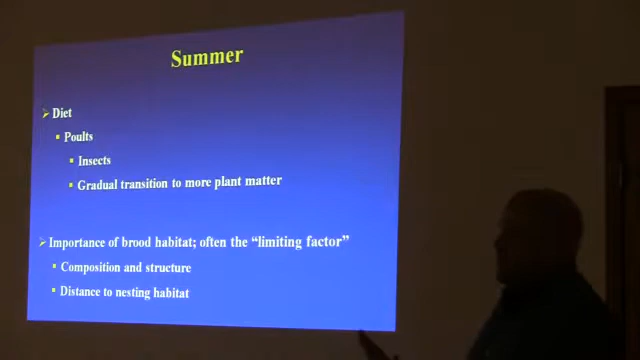 Summer
Diet
Poults
Insects
Gradual transition to more plant matter
Importance of brood habitat; often the "limiting factor"
Composition and structure
Distance to nesting habitat